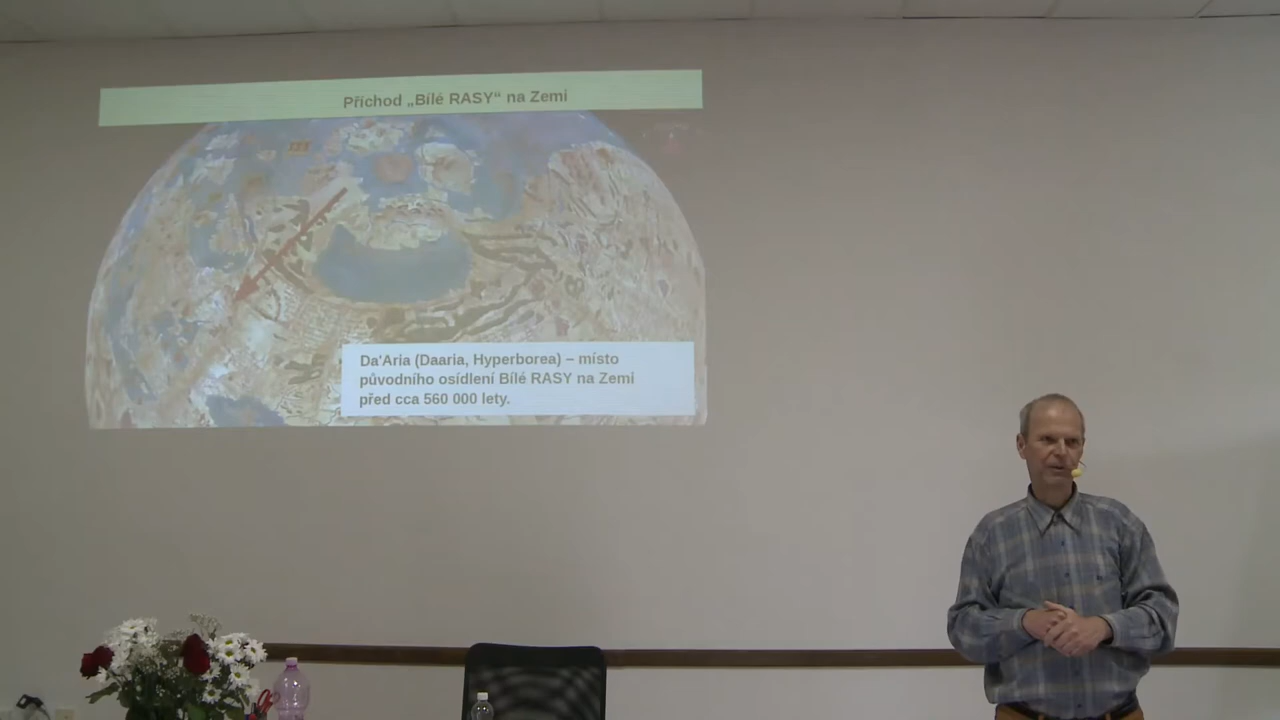 Příchod „Bílé RASY“ na Zemi
Da'Aria (Daaria, Hyperborea) – místo
původního osídlení Bílé RASY na Zemi
před cca 560 000 lety.